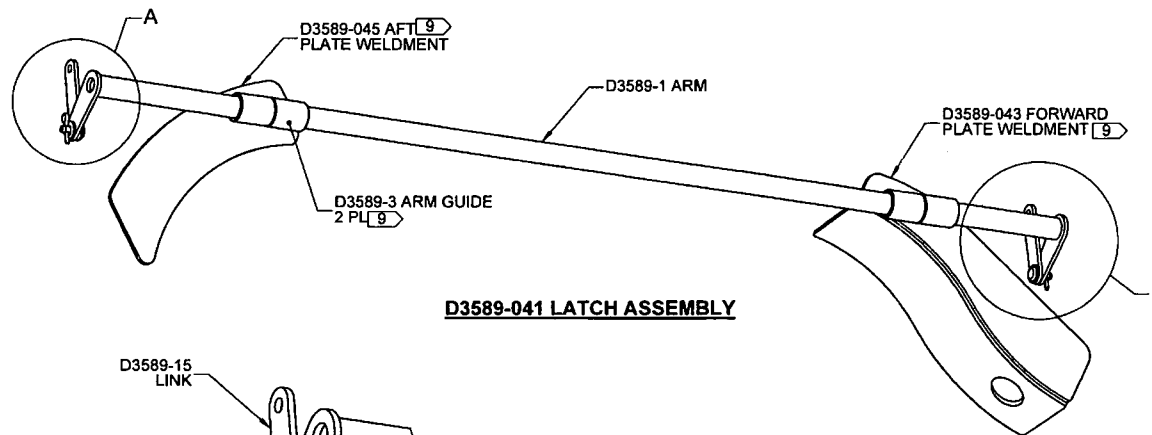 A
D3589-045 AFT 9
PLATE WELDMENT
D3589-1 ARM
D3589-043 FORWARD
PLATE WELDMENT 9
D3589-3 ARM GUIDE
2 PL 9
D3589-041 LATCH ASSEMBLY
D3589-15
LINK